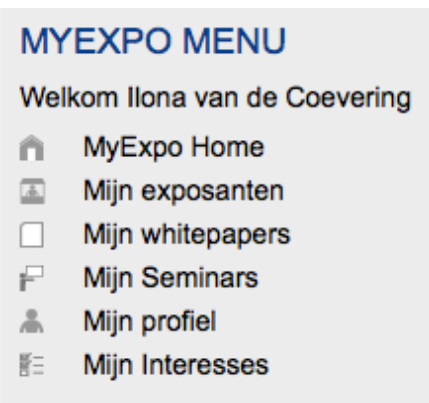 MYEXPO MENU
Welkom Ilona van de Coevering
MyExpo Home
Mijn exposanten
Mijn whitepapers
Mijn Seminars
Mijn profiel
Mijn Interesses